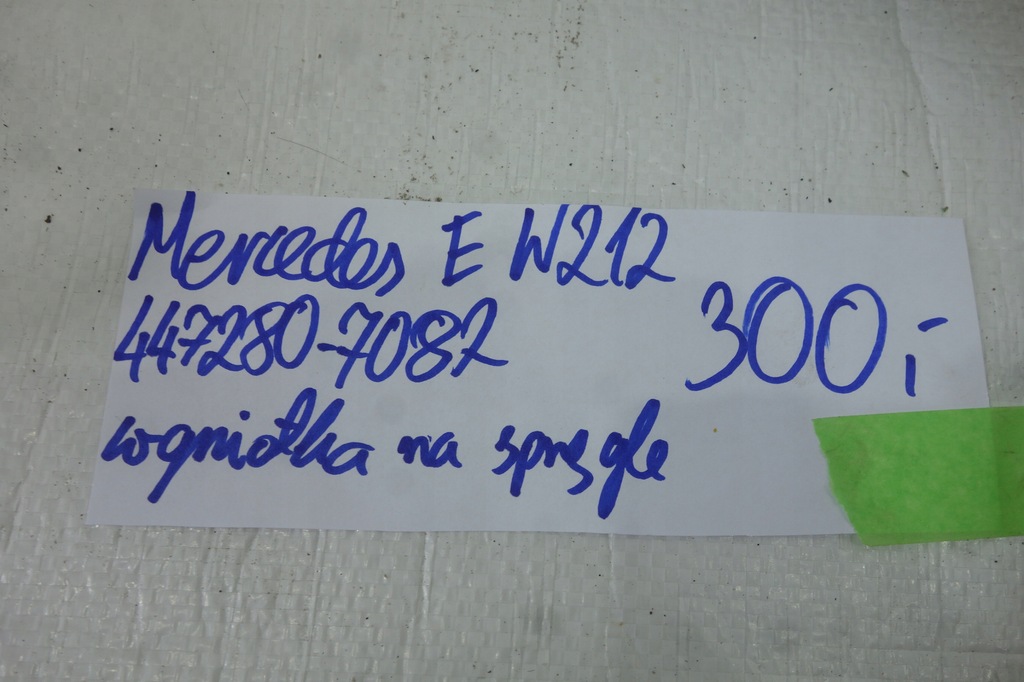 Mercedes E W212
447280-7082
300,-
wgniotka na sprzęgle